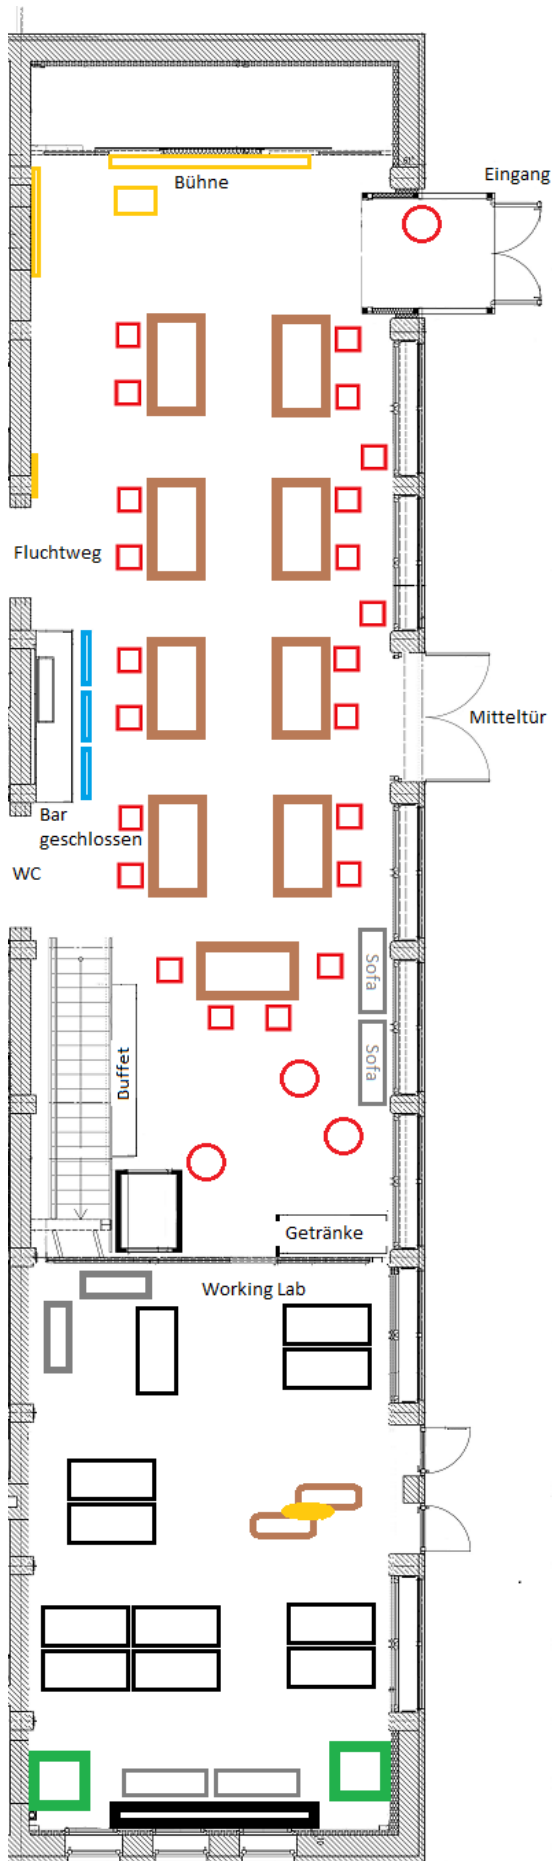 Eingang
Bühne
Fluchtweg
Mitteltür
Bar
geschlossen
WC
Sofa
Sofa
Buffet
Getränke
Working Lab